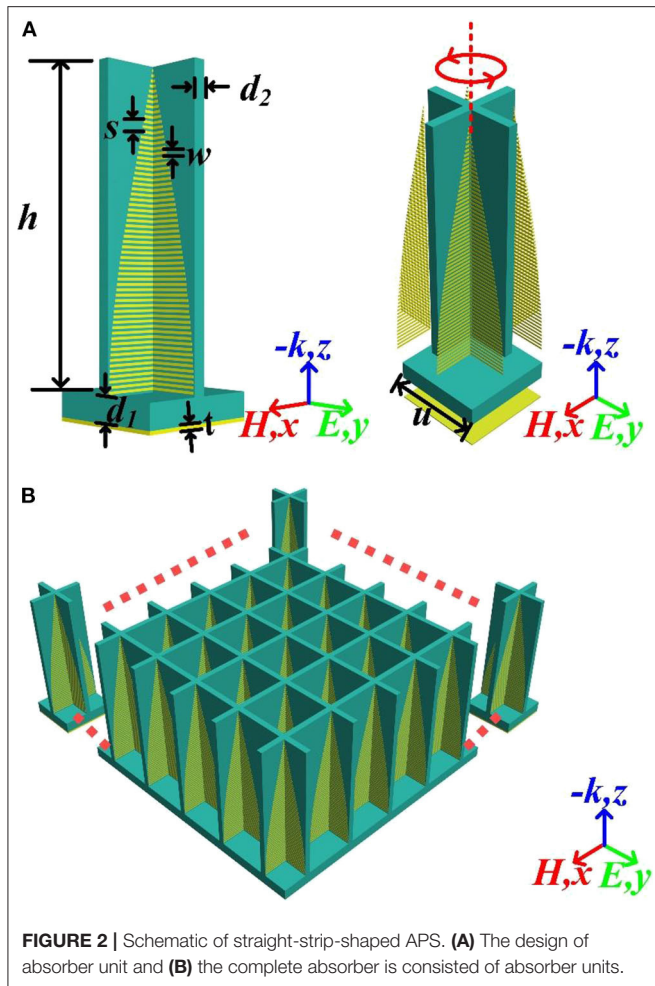 A
d2
s
w
h
d1
t
-k,z
H,x
E,y
u
-k,z
H,x
E,y
B
-k,z
H,x
E,y
FIGURE 2 | Schematic of straight-strip-shaped APS. (A) The design of
absorber unit and (B) the complete absorber is consisted of absorber units.